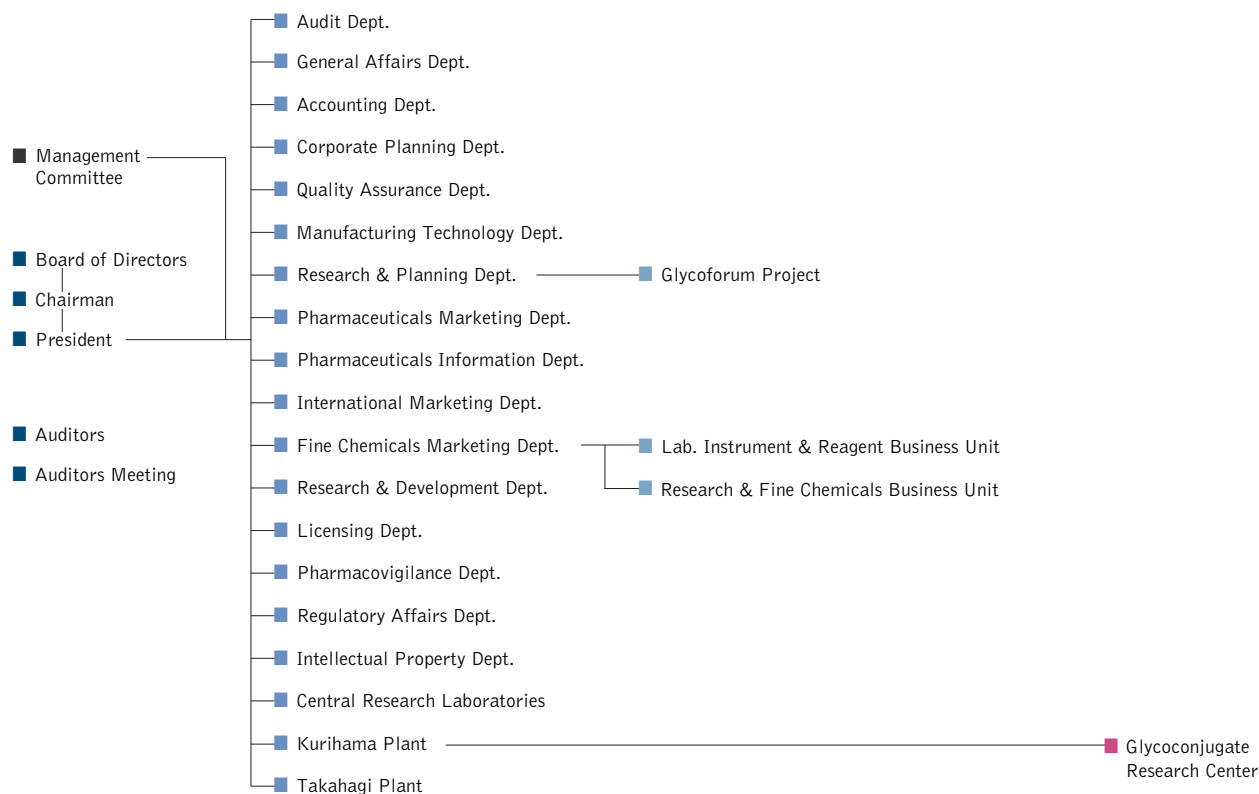 Management
Committee
Board of Directors
Chairman
President
Auditors
Auditors Meeting
Audit Dept.
General Affairs Dept.
Accounting Dept.
Corporate Planning Dept.
Quality Assurance Dept.
Manufacturing Technology Dept.
Research & Planning Dept.
Glycoforum Project
Pharmaceuticals Marketing Dept.
Pharmaceuticals Information Dept.
International Marketing Dept.
Fine Chemicals Marketing Dept.
Lab. Instrument & Reagent Business Unit
Research & Fine Chemicals Business Unit
Research & Development Dept.
Licensing Dept.
Pharmacovigilance Dept.
Regulatory Affairs Dept.
Intellectual Property Dept.
Central Research Laboratories
Kurihama Plant
Glycoconjugate
Research Center
Takahagi Plant